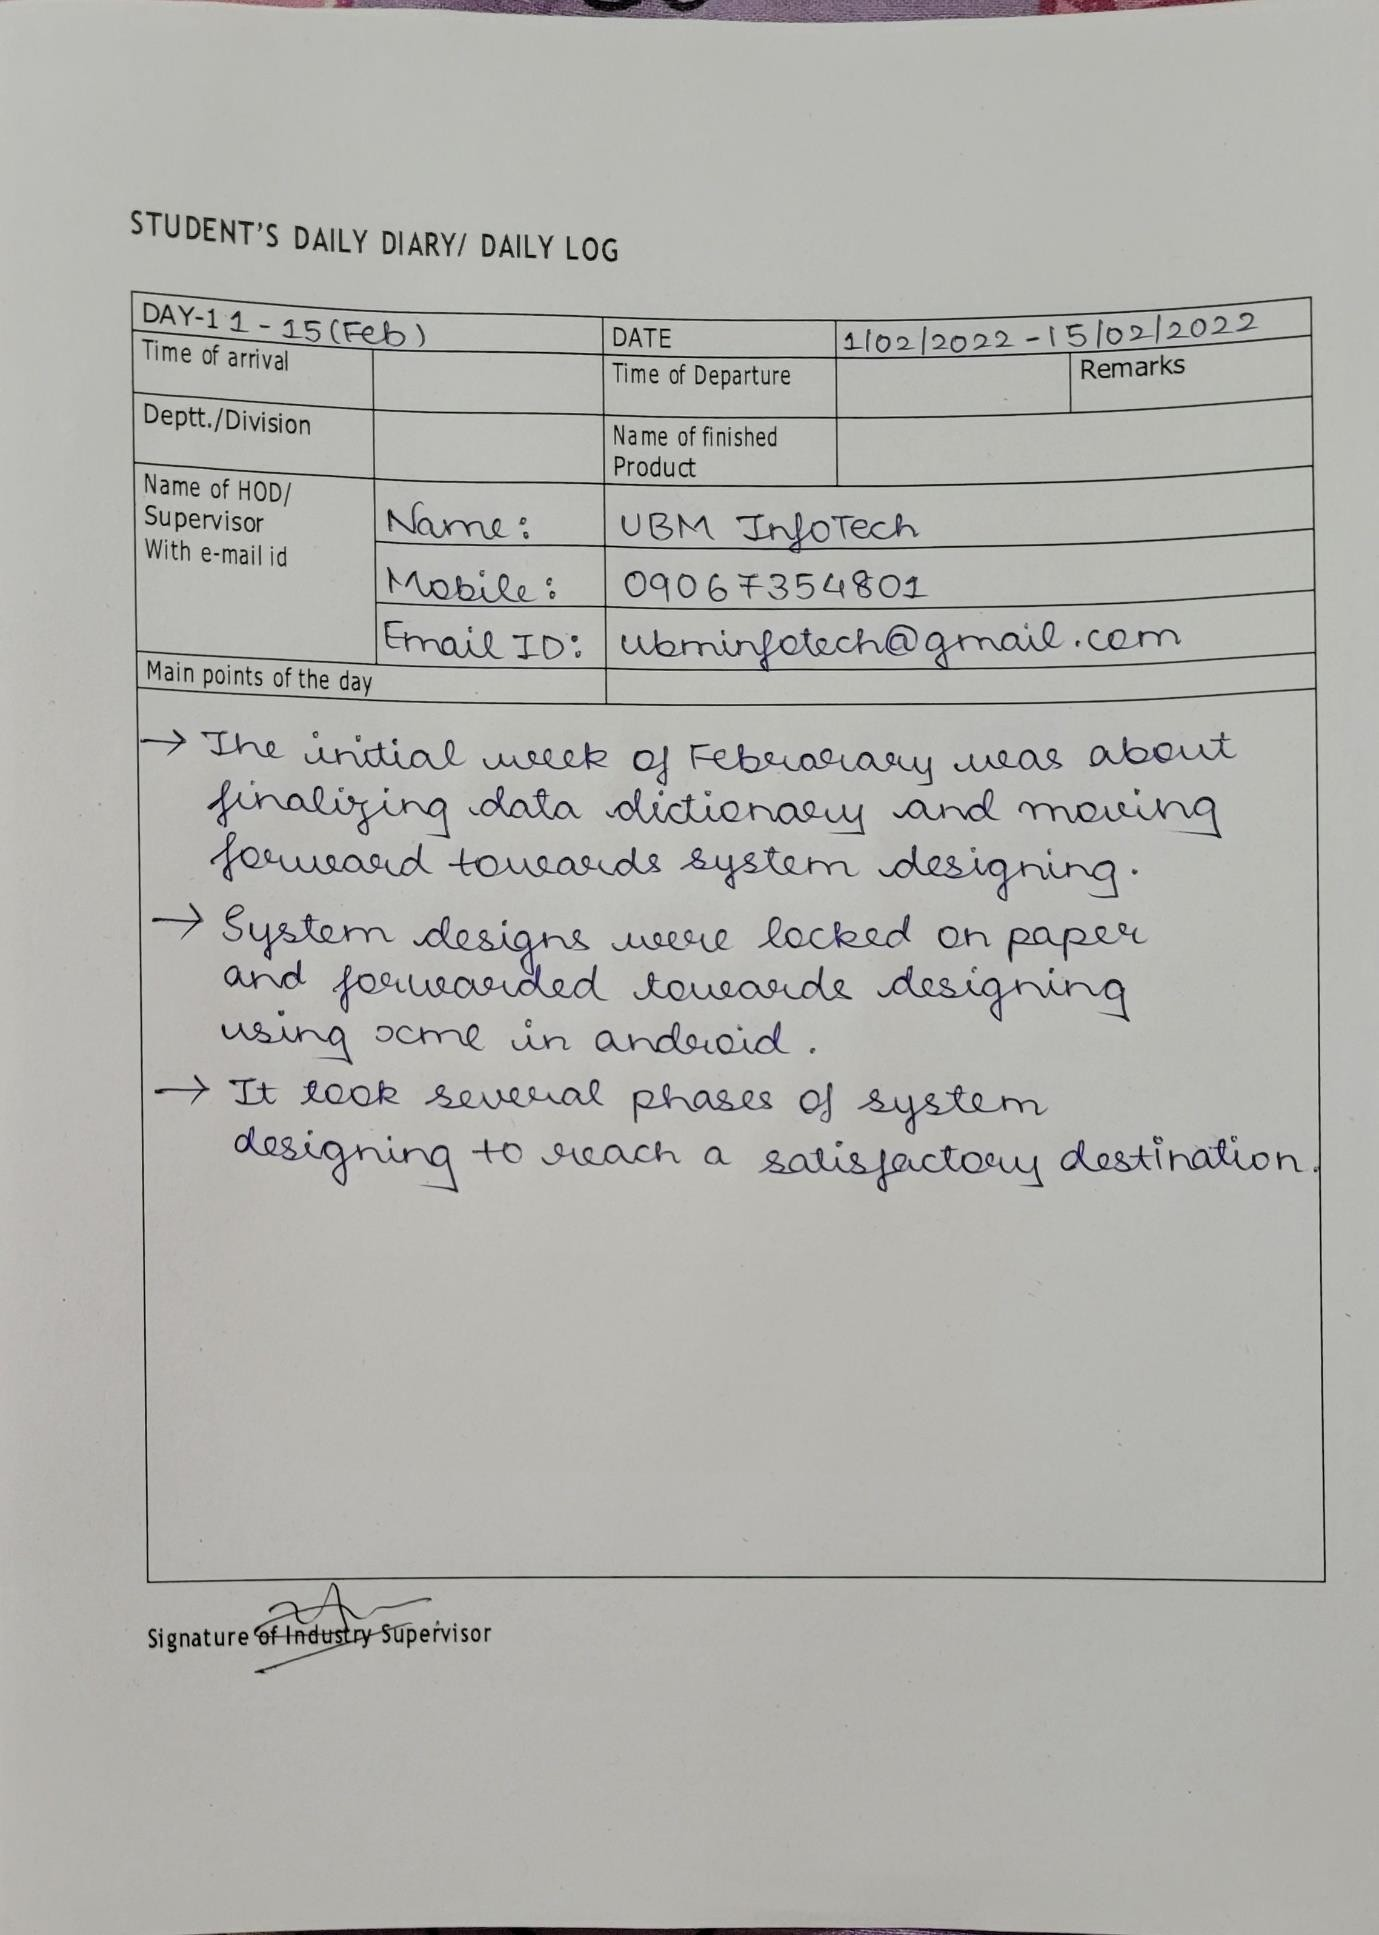 STUDENT'S DAILY DIARY/ DAILY LOG
DAY-1 1 - 15 (Feb)
DATE
1/02/2022 - 15/02/2022
Time of arrival
Time of Departure
Remarks
Deptt./Division
Name of finished
Product
Name of HOD/
Supervisor
With e-mail id
Name: UBM InfoTech
Mobile: 09067354801
Email ID: ubminfotech@gmail.com
Main points of the day
→ The initial week of Febrararary was about
finalizing data dictionary and moving
forward towards system designing.
→ System designs were locked on paper
and forwarded towards designing
using xml in android.
→ It took several phases of system
designing to reach a satisfactory destination.
Signature of Industry Supervisor